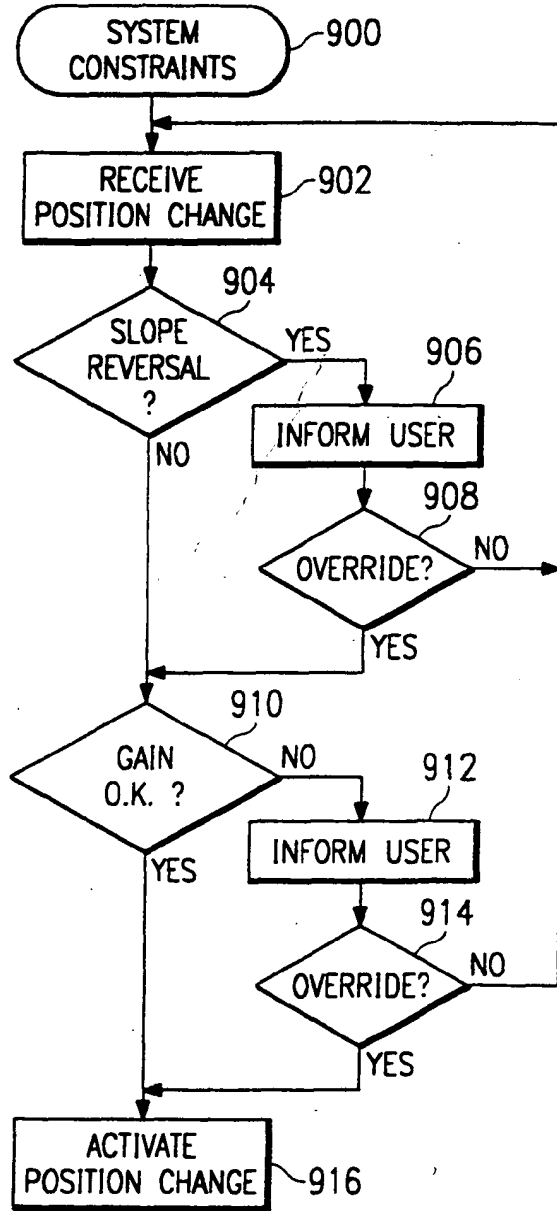 SYSTEM
CONSTRAINTS
900
RECEIVE
POSITION CHANGE
902
904
SLOPE
REVERSAL
?
YES
NO
906
INFORM USER
908
OVERRIDE?
NO
YES
910
GAIN
O.K. ?
NO
YES
912
INFORM USER
914
OVERRIDE?
NO
YES
ACTIVATE
POSITION CHANGE
916